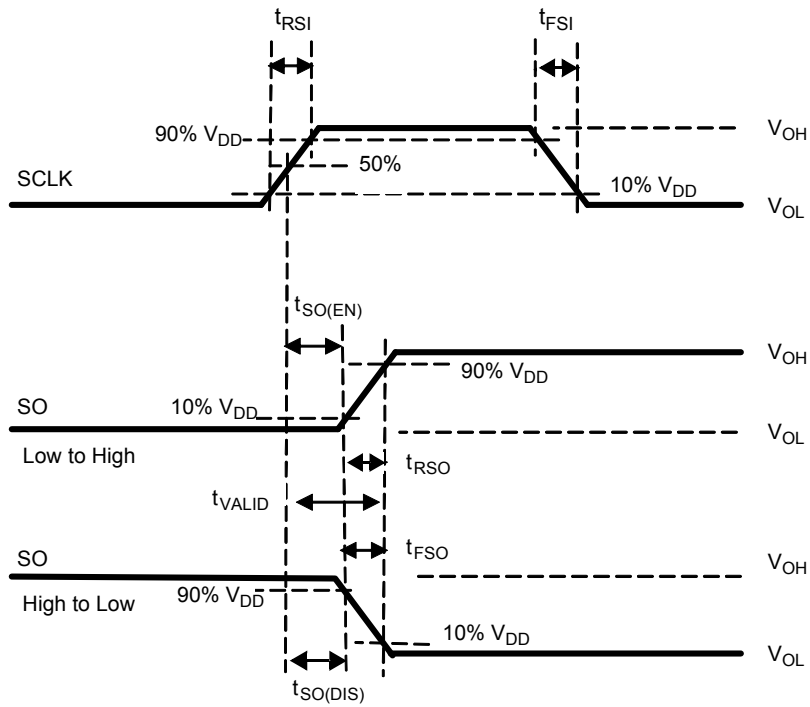 tRSI
tFSI
90% VDD
VOH
50%
SCLK
10% VDD
VOL
tSO(EN)
VOH
90% VDD
SO
10% VDD
VOL
Low to High
tRSO
tVALID
tFSO
SO
VOH
High to Low
90% VDD
10% VDD
VOL
tSO(DIS)